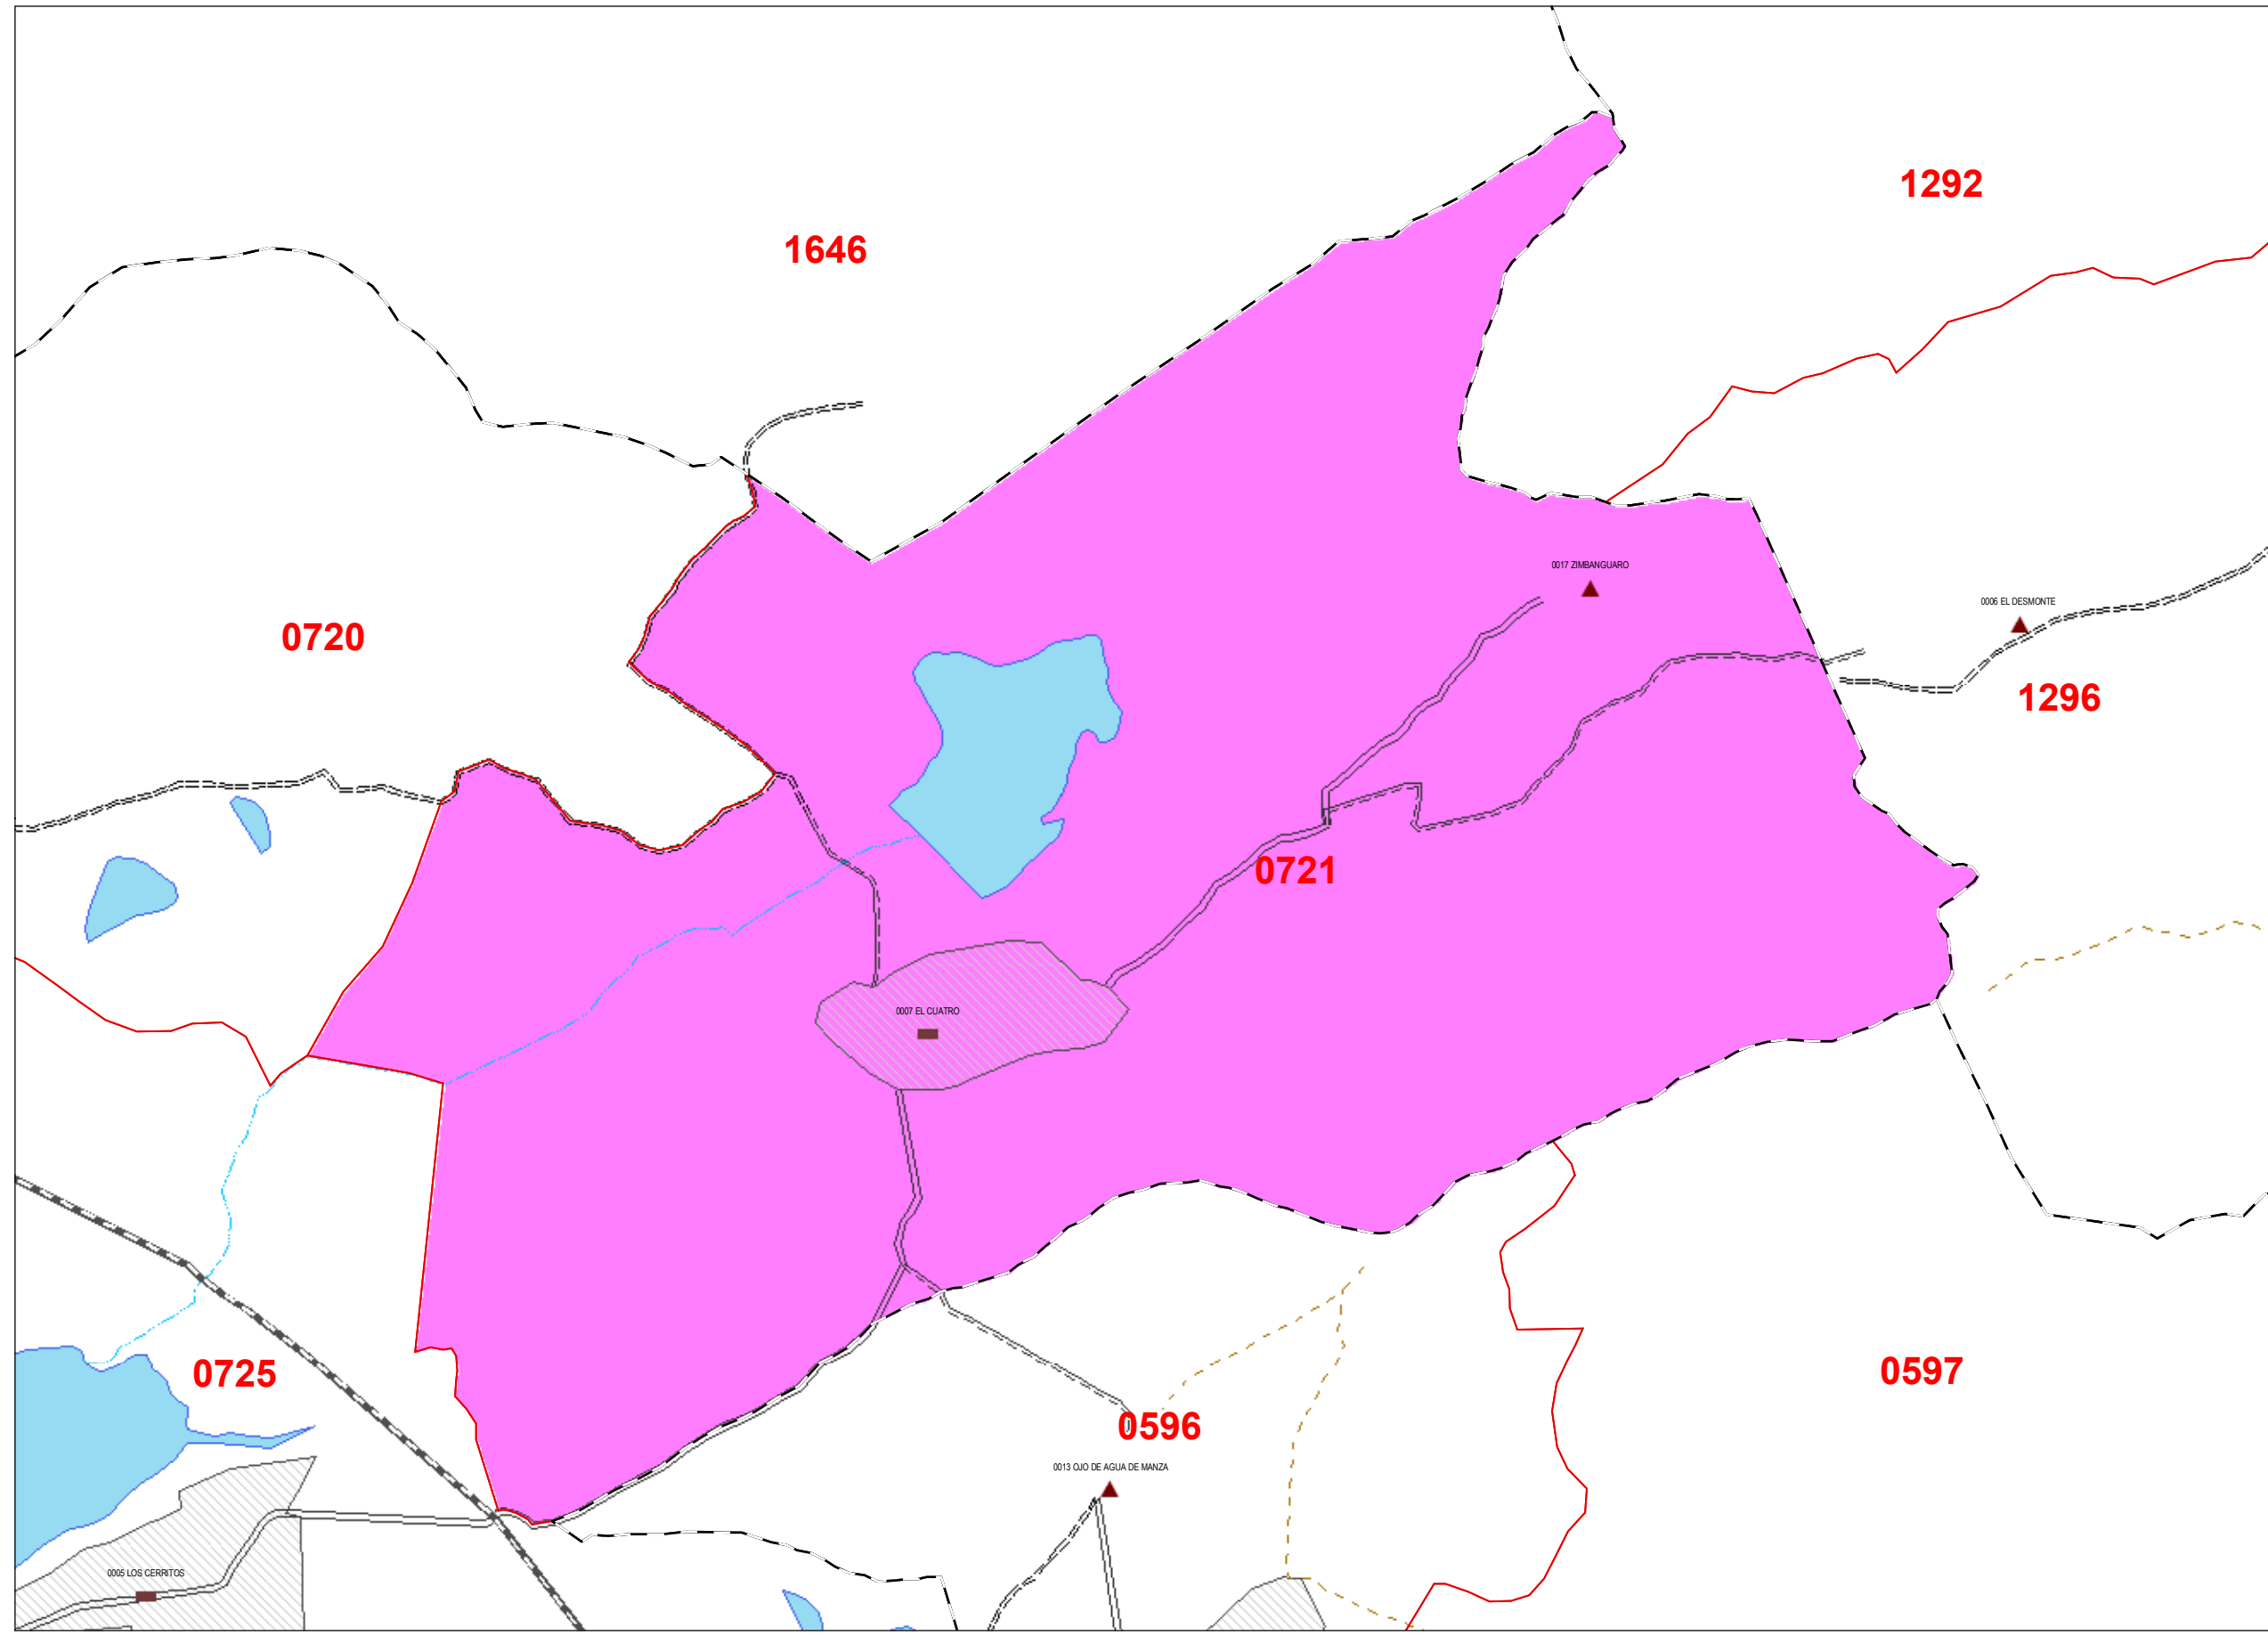 1292
1646
0017 ZIMBANGUARO
0006 EL DESMONTE
0720
1296
0721
0007 EL CUATRO
0725
0597
0596
0013 OJO DE AGUA DE MANZA
0005 LOS CERRITOS